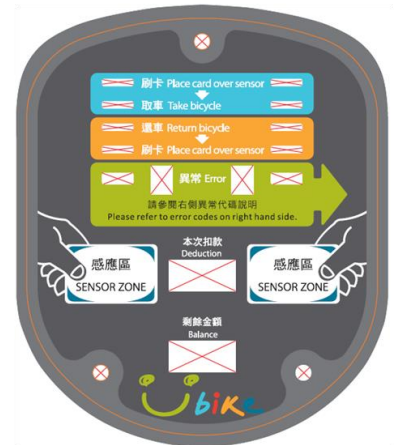 刷卡 Place card over sensor
取車 Take bicycle
還車 Return bicycle
刷卡 Place card over sensor
異常 Error
請參閱右側異常代碼說明
Please refer to error codes on right hand side.
本次扣款
Deduction
感應區
SENSOR ZONE
感應區
SENSOR ZONE
剩餘金額
Balance
Ubike